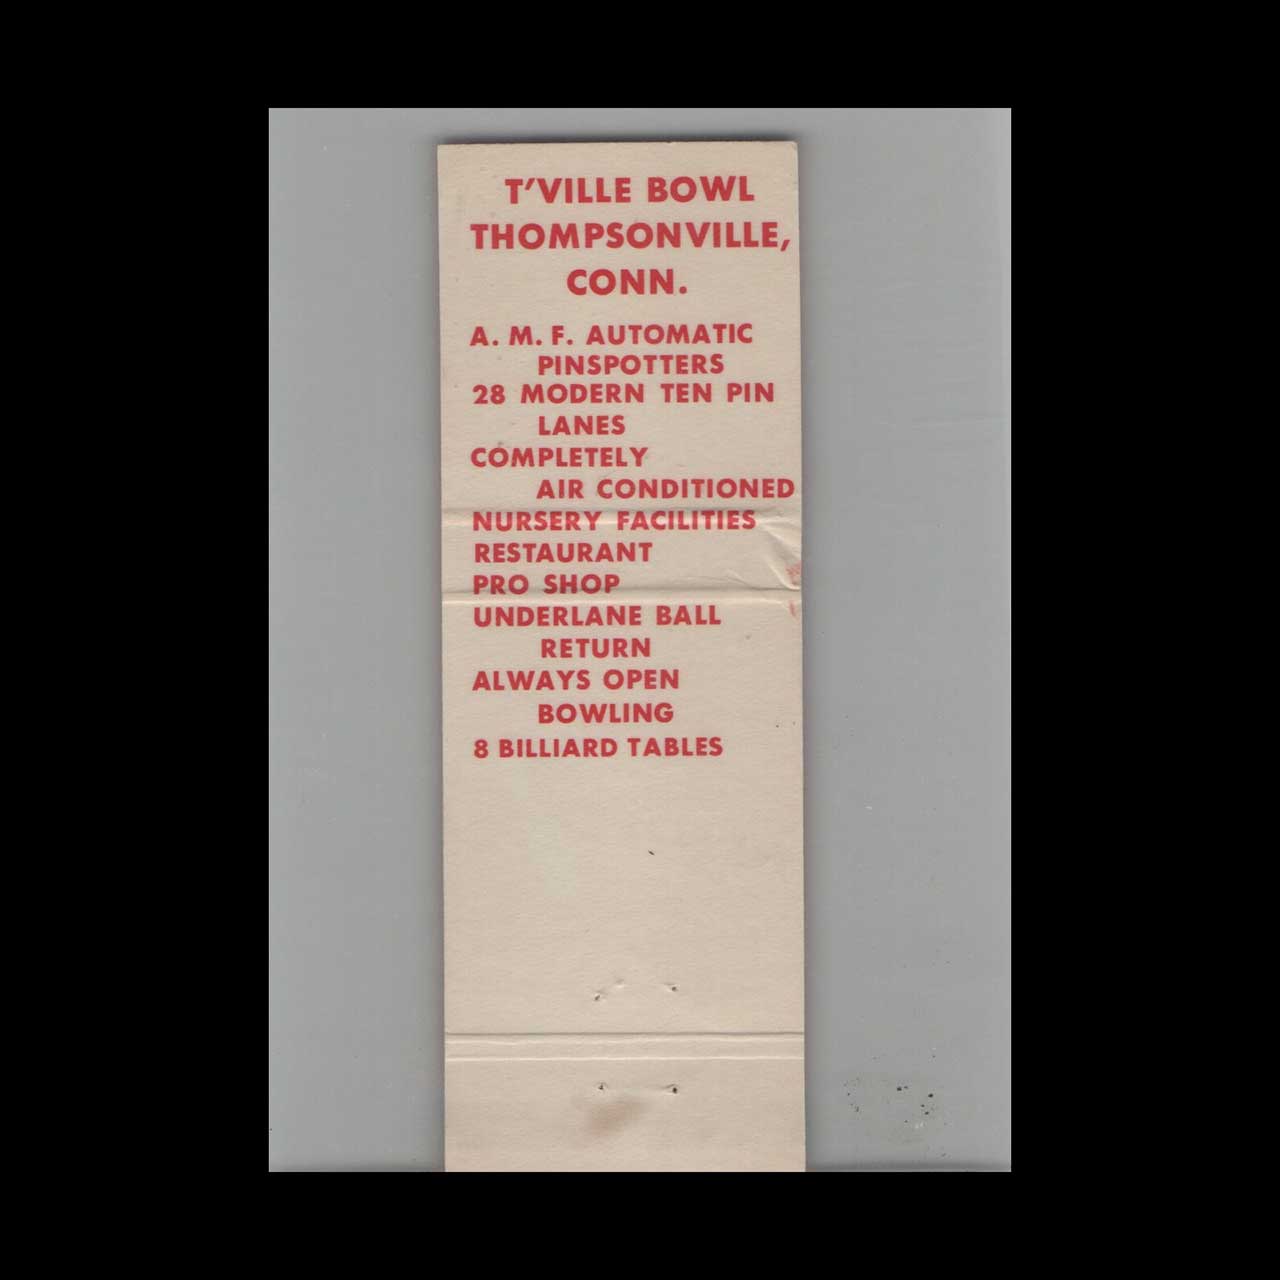 T'VILLE BOWL
THOMPSONVILLE,
CONN.
A. M. F. AUTOMATIC
PINSPOTTERS
28 MODERN TEN PIN
LANES
COMPLETELY
AIR CONDITIONED
NURSERY FACILITIES
RESTAURANT
PRO SHOP
UNDERLANE BALL
RETURN
ALWAYS OPEN
BOWLING
8 BILLIARD TABLES